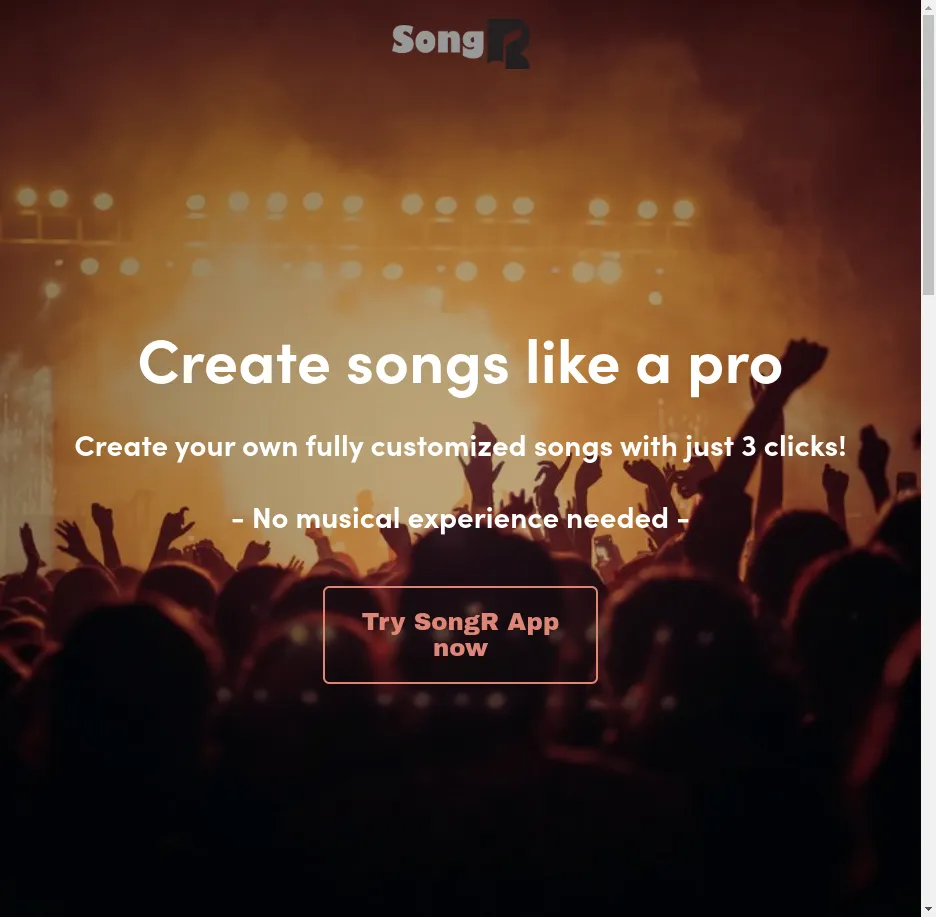 SongR
Create songs like a pro
Create your own fully customized songs with just 3 clicks!
- No musical experience needed -
Try SongR App
now